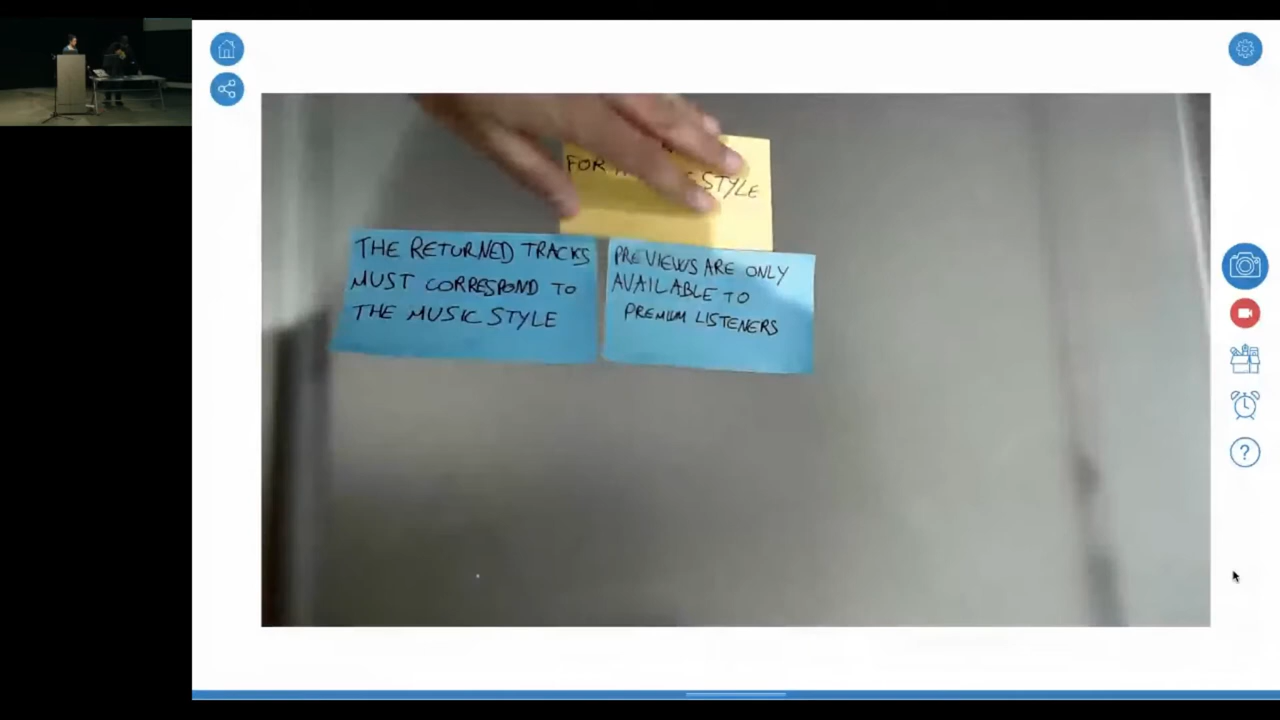 FOR STYLE
THE RETURNED TRACKS
MUST CORRESPOND TO
THE MUSIC STYLE
PREVIEWS ARE ONLY
AVAILABLE TO
PREMIUM LISTENERS
?